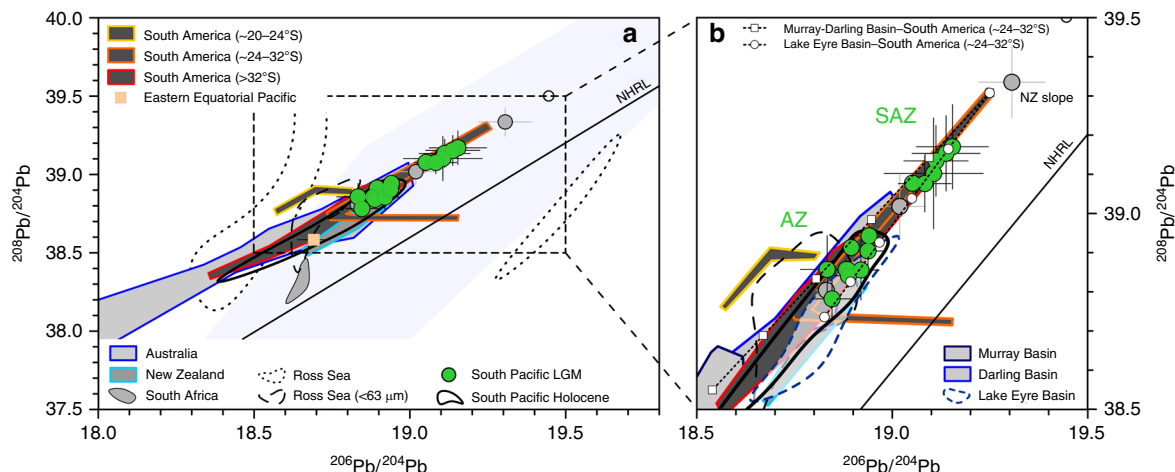 40.0
39.5
39.0
38.5
38.0
37.5
18.0
18.5
19.0
19.5
208Pb/204Pb
206Pb/204Pb
a
South America (~20–24°S)
South America (~24–32°S)
South America (>32°S)
Eastern Equatorial Pacific
NHRL
Australia
New Zealand
South Africa
Ross Sea
Ross Sea (<63 μm)
South Pacific LGM
South Pacific Holocene
b
Murray-Darling Basin–South America (~24–32°S)
Lake Eyre Basin–South America (~24–32°S)
NZ slope
SAZ
NHRL
AZ
Murray Basin
Darling Basin
Lake Eyre Basin
39.5
39.0
38.5
208Pb/204Pb
18.5
19.0
19.5
206Pb/204Pb